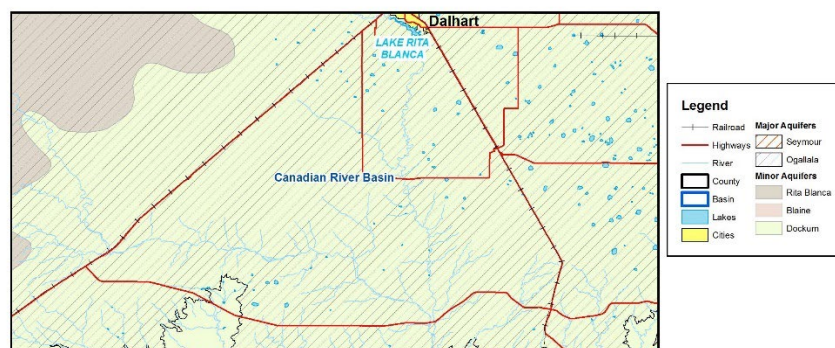 Dalhart
LAKE RITA
BLANCA
Canadian River Basin
Legend
Railroad
Highways
River
County
Basin
Lakes
Cities
Major Aquifers
Seymour
Ogallala
Minor Aquifers
Rita Blanca
Blaine
Dockum